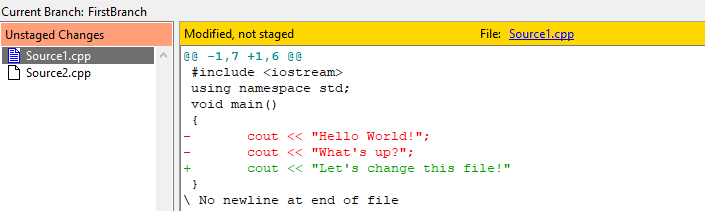 Current Branch: FirstBranch
Unstaged Changes
Source1.cpp
Source2.cpp
Modified, not staged File: Source1.cpp
@@ -1,7 +1,6 @@
 #include <iostream>
 using namespace std;
 void main()
 {
-       cout << "Hello World!";
-       cout << "What's up?";
+       cout << "Let's change this file!"
 }
\ No newline at end of file